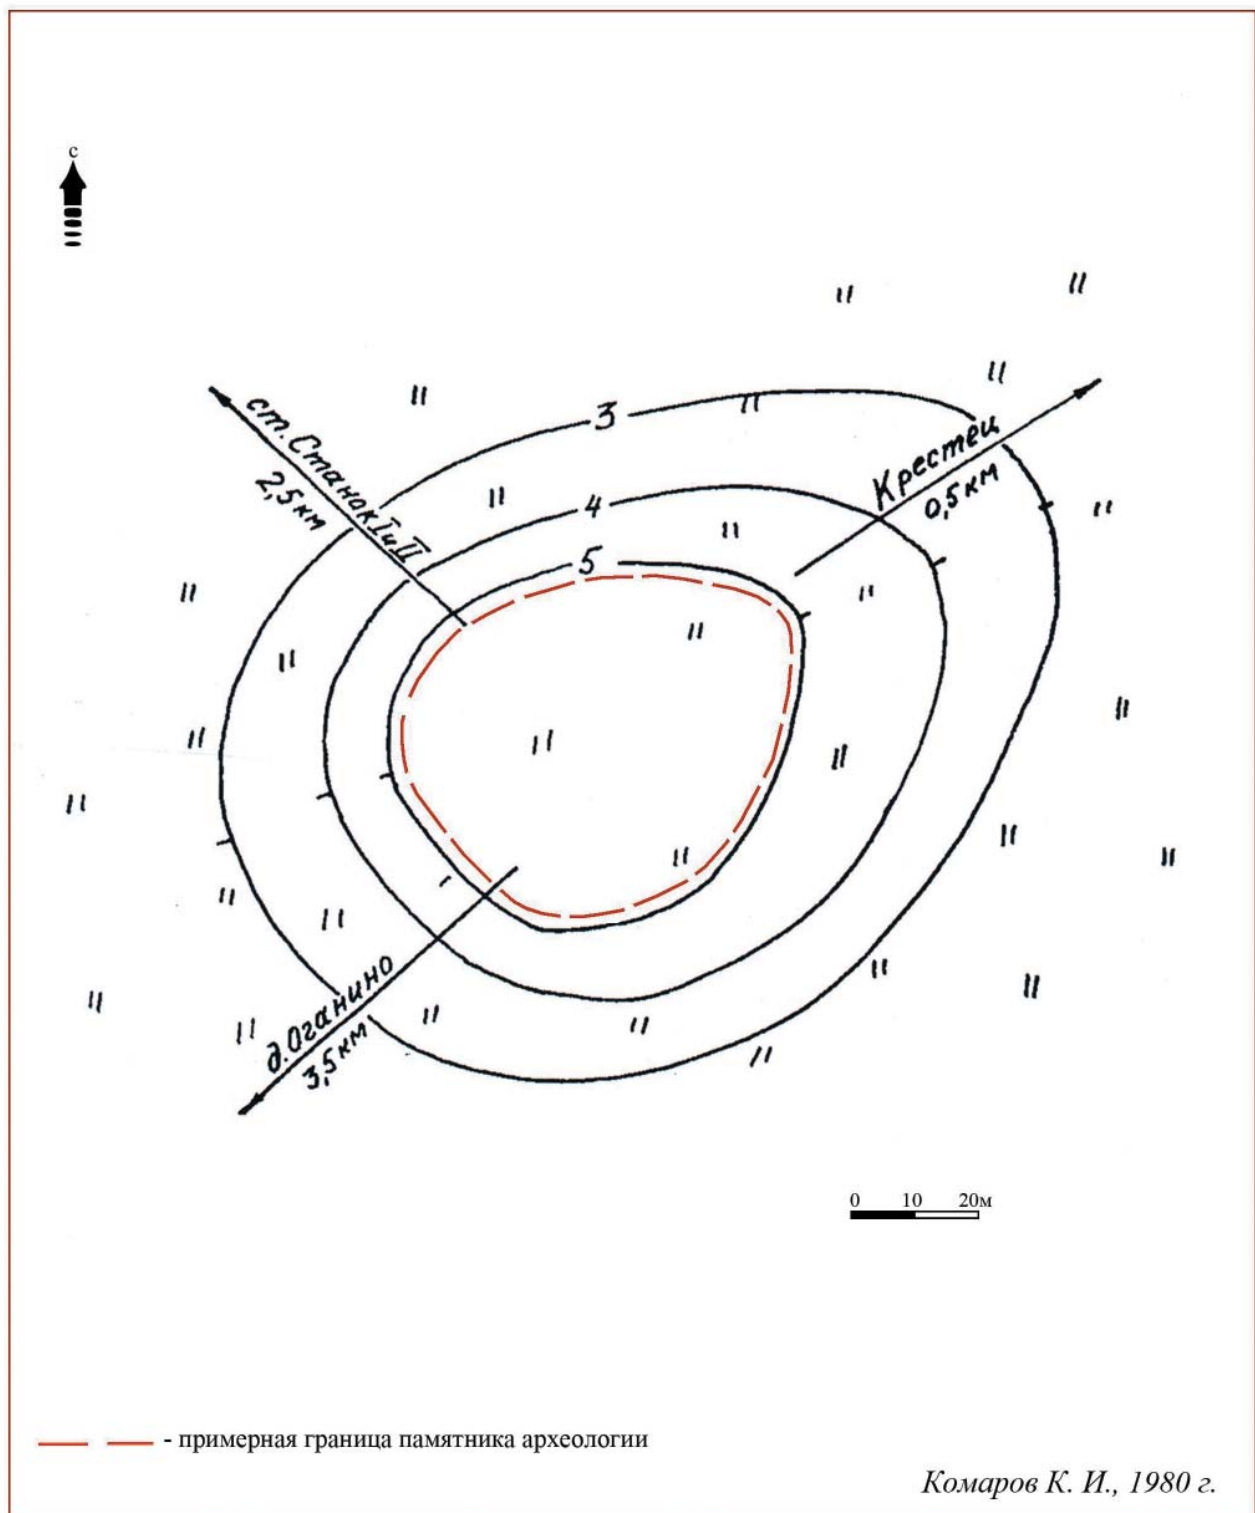 с
3
ст. Станок I и II
2,5 км
Крестец
0,5 км
4
5
д. Оганино
3,5 км
0 10 20м
- примерная граница памятника археологии
Комаров К. И., 1980 г.